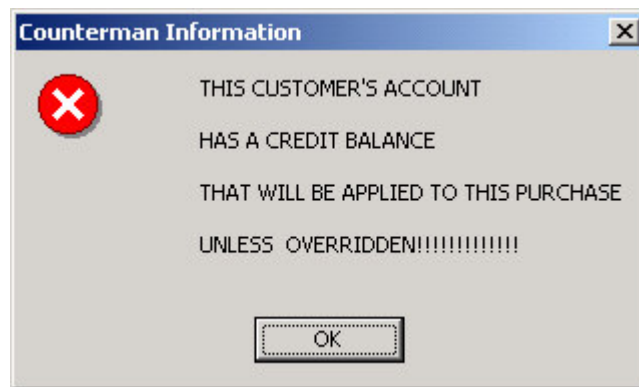 Counterman Information
THIS CUSTOMER'S ACCOUNT
HAS A CREDIT BALANCE
THAT WILL BE APPLIED TO THIS PURCHASE
UNLESS  OVERRIDDEN!!!!!!!!!!!!!
OK